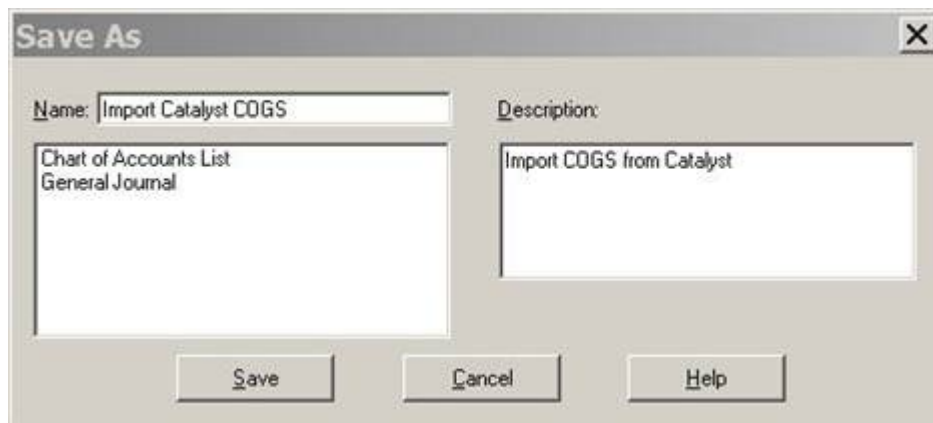 Save As
Name: Import Catalyst COGS
Description:
Chart of Accounts List
General Journal
Import COGS from Catalyst
Save
Cancel
Help